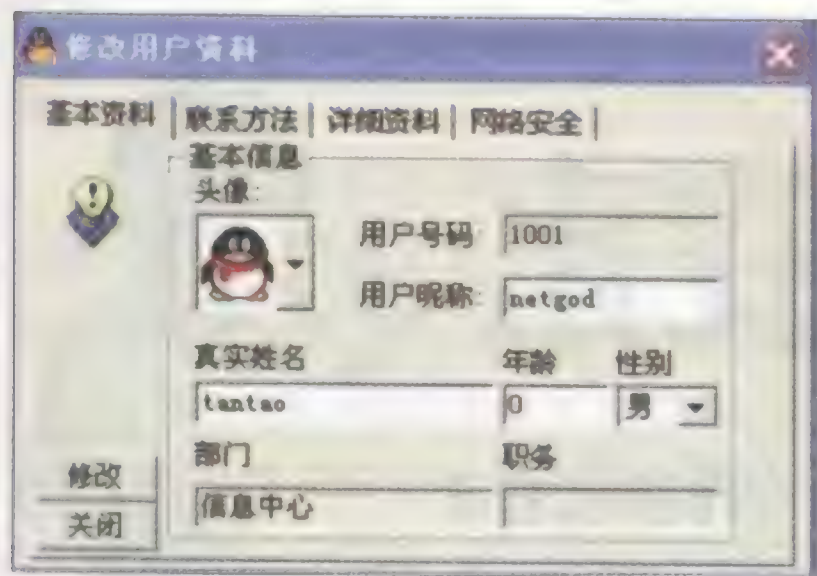 修改用户资料
基本资料 联系方法 详细资料 网络安全
基本信息
头像:
用户号码: 1001
用户昵称: netgod
真实姓名 年龄 性别
tantao 0 男
部门 职务
信息中心
修改
关闭